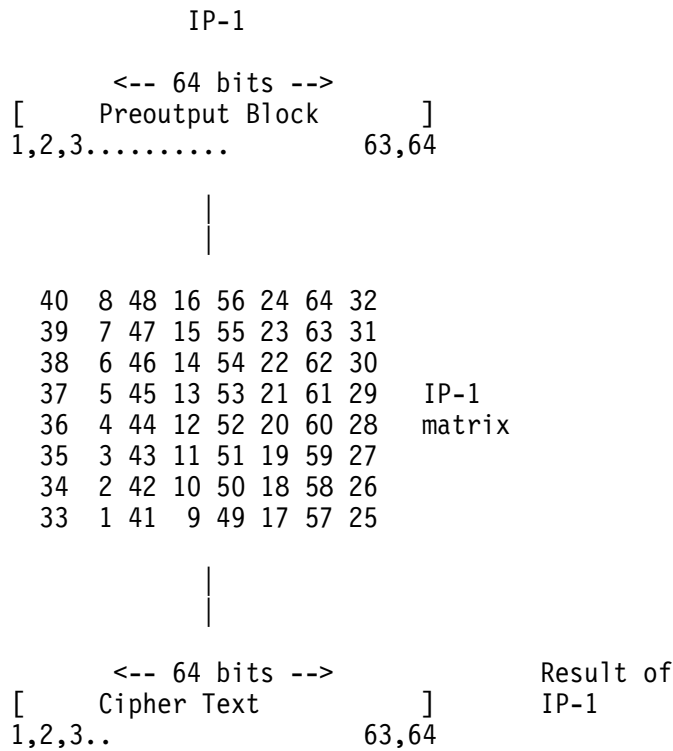 IP-1
<-- 64 bits -->
[ Preoutput Block ]
1,2,3.......... 63,64
|
|
40 8 48 16 56 24 64 32
39 7 47 15 55 23 63 31
38 6 46 14 54 22 62 30
37 5 45 13 53 21 61 29 IP-1
36 4 44 12 52 20 60 28 matrix
35 3 43 11 51 19 59 27
34 2 42 10 50 18 58 26
33 1 41 9 49 17 57 25
|
|
<-- 64 bits --> Result of
[ Cipher Text ] IP-1
1,2,3.. 63,64